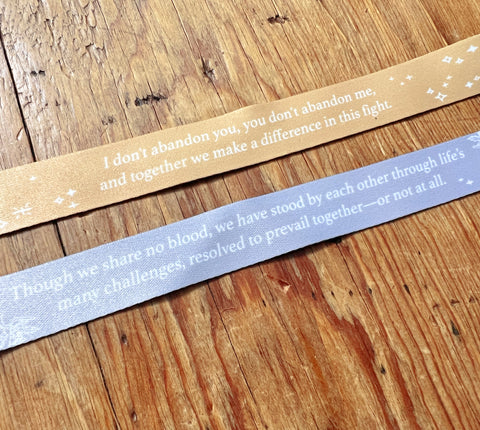 I don't abandon you, you don't abandon me,
and together we make a difference in this fight.
Though we share no blood, we have stood by each other through life's
many challenges, resolved to prevail together—or not at all.